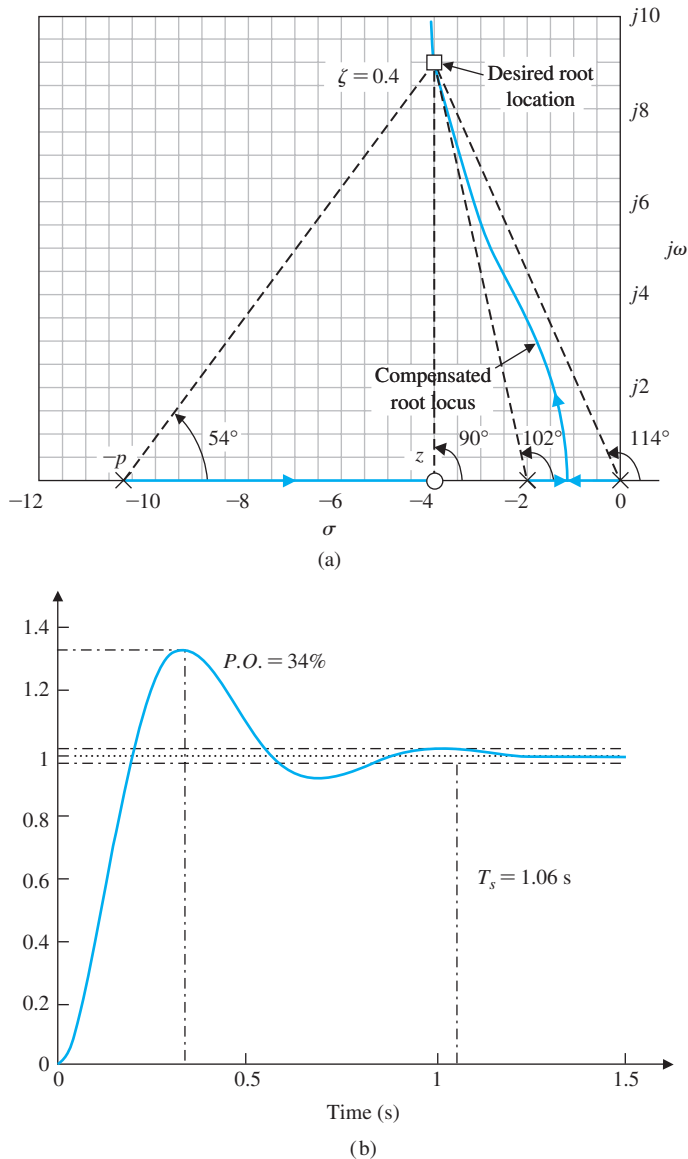 j10
Desired root
location
ζ = 0.4
j8
j6
jω
j4
Compensated
root locus
j2
54°
90°
102°
114°
−p
z
−12
−10
−8
−6
−4
−2
0
σ
(a)
1.4
P.O. = 34%
1.2
1
0.8
0.6
T_s = 1.06 s
0.4
0.2
0
0
0.5
1
1.5
Time (s)
(b)